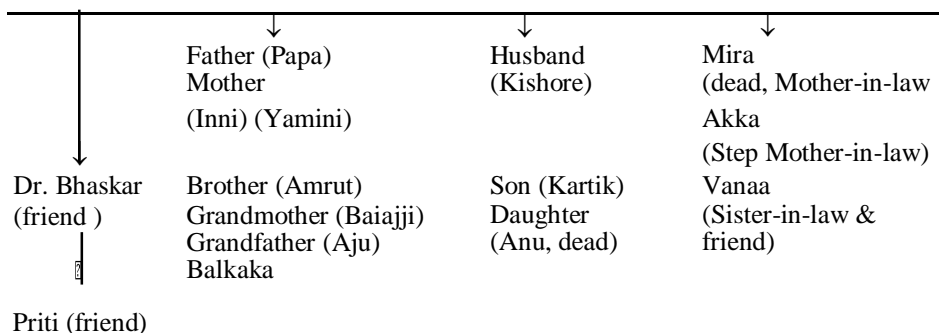 Father (Papa)
Mother
(Inni) (Yamini)
Husband
(Kishore)
Mira
(dead, Mother-in-law
Akka
(Step Mother-in-law)
Dr. Bhaskar
(friend )
Brother (Amrut)
Grandmother (Baiajji)
Grandfather (Aju)
Balkaka
Son (Kartik)
Daughter
(Anu, dead)
Vanaa
(Sister-in-law &
friend)
Priti (friend)